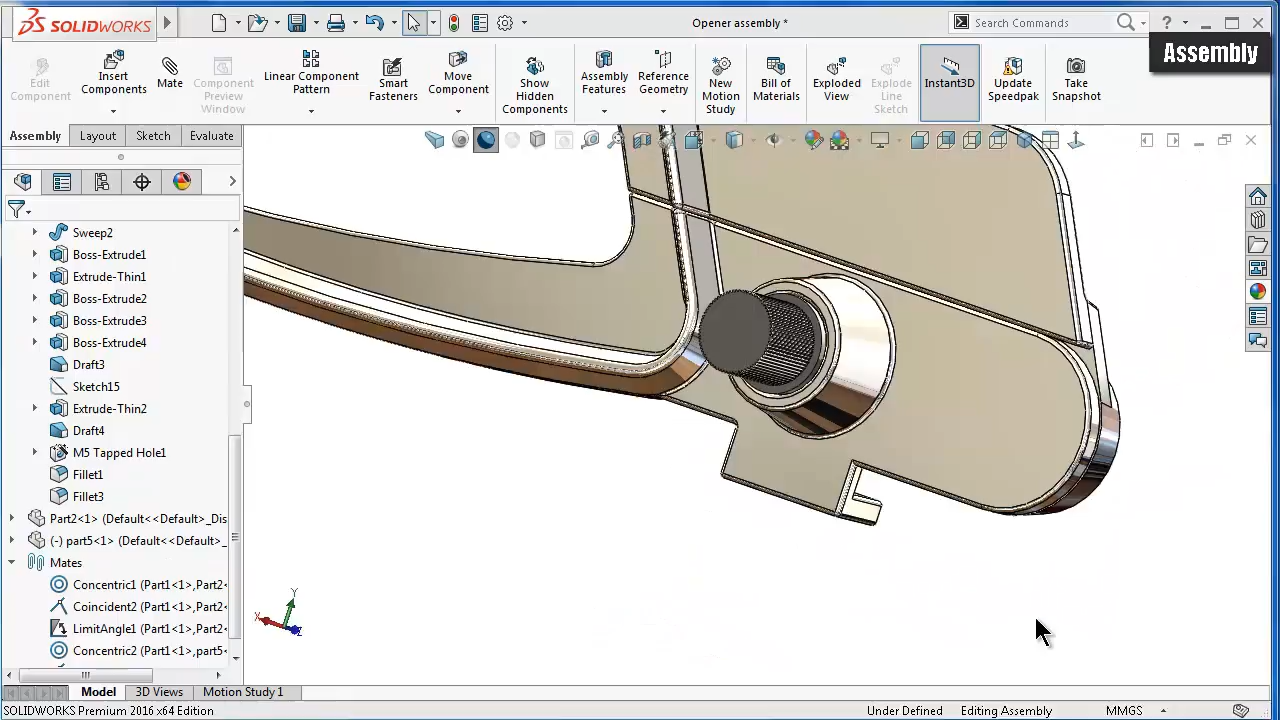 SOLIDWORKS
Opener assembly *
Search Commands
?
Assembly
Edit Component
Insert Components
Mate
Component Preview Window
Linear Component Pattern
Smart Fasteners
Move Component
Show Hidden Components
Assembly Features
Reference Geometry
New Motion Study
Bill of Materials
Exploded View
Explode Line Sketch
Instant3D
Update Speedpak
Take Snapshot
Assembly
Layout
Sketch
Evaluate
Sweep2
Boss-Extrude1
Extrude-Thin1
Boss-Extrude2
Boss-Extrude3
Boss-Extrude4
Draft3
Sketch15
Extrude-Thin2
Draft4
M5 Tapped Hole1
Fillet1
Fillet3
Part2<1> (Default<<Default>_Dis
(-) part5<1> (Default<<Default>_
Mates
Concentric1 (Part1<1>,Part2<
Coincident2 (Part1<1>,Part2<
LimitAngle1 (Part1<1>,Part2<
Concentric2 (Part1<1>,part5<
Y
X
Z
Model
3D Views
Motion Study 1
SOLIDWORKS Premium 2016 x64 Edition
Under Defined
Editing Assembly
MMGS